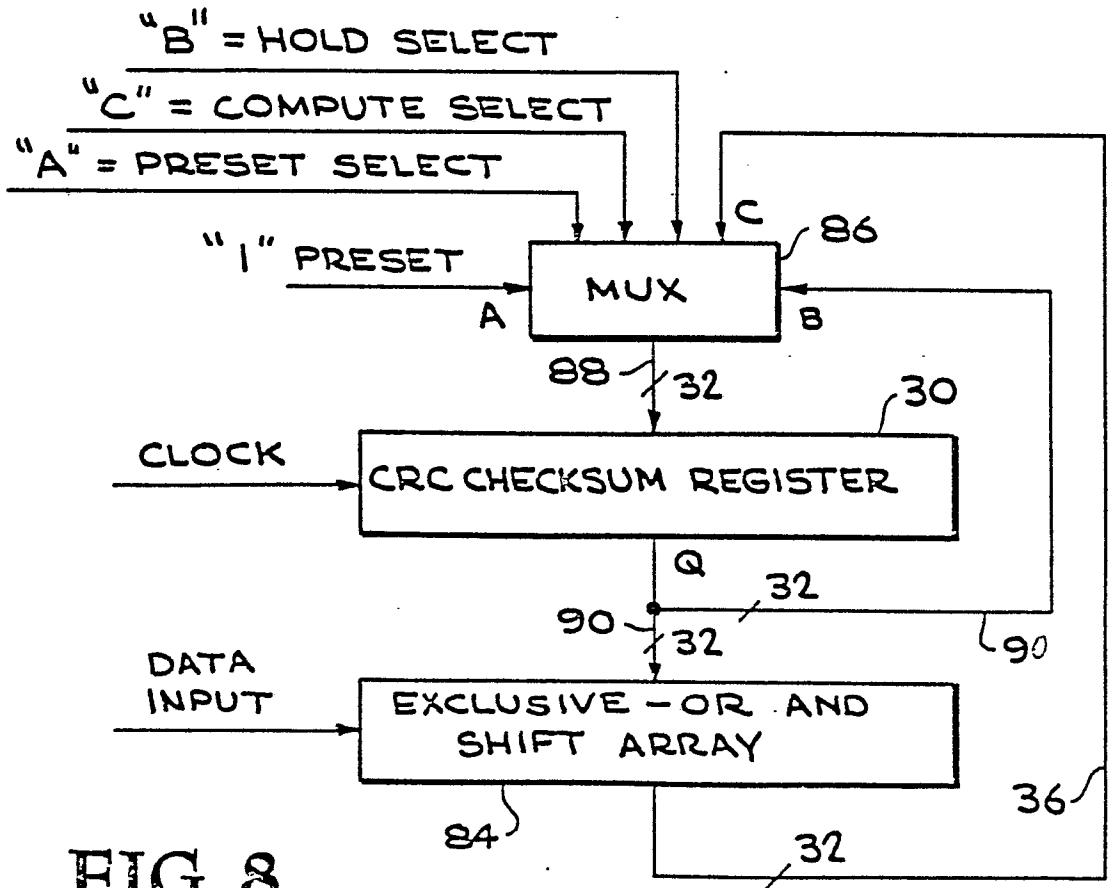 "B" = HOLD SELECT
"C" = COMPUTE SELECT
"A" = PRESET SELECT
C
86
"1" PRESET
MUX
A
B
88
32
30
CLOCK
CRC CHECKSUM REGISTER
Q
32
90
32
90
DATA
INPUT
EXCLUSIVE - OR AND
SHIFT ARRAY
36
84
32
FIG 8